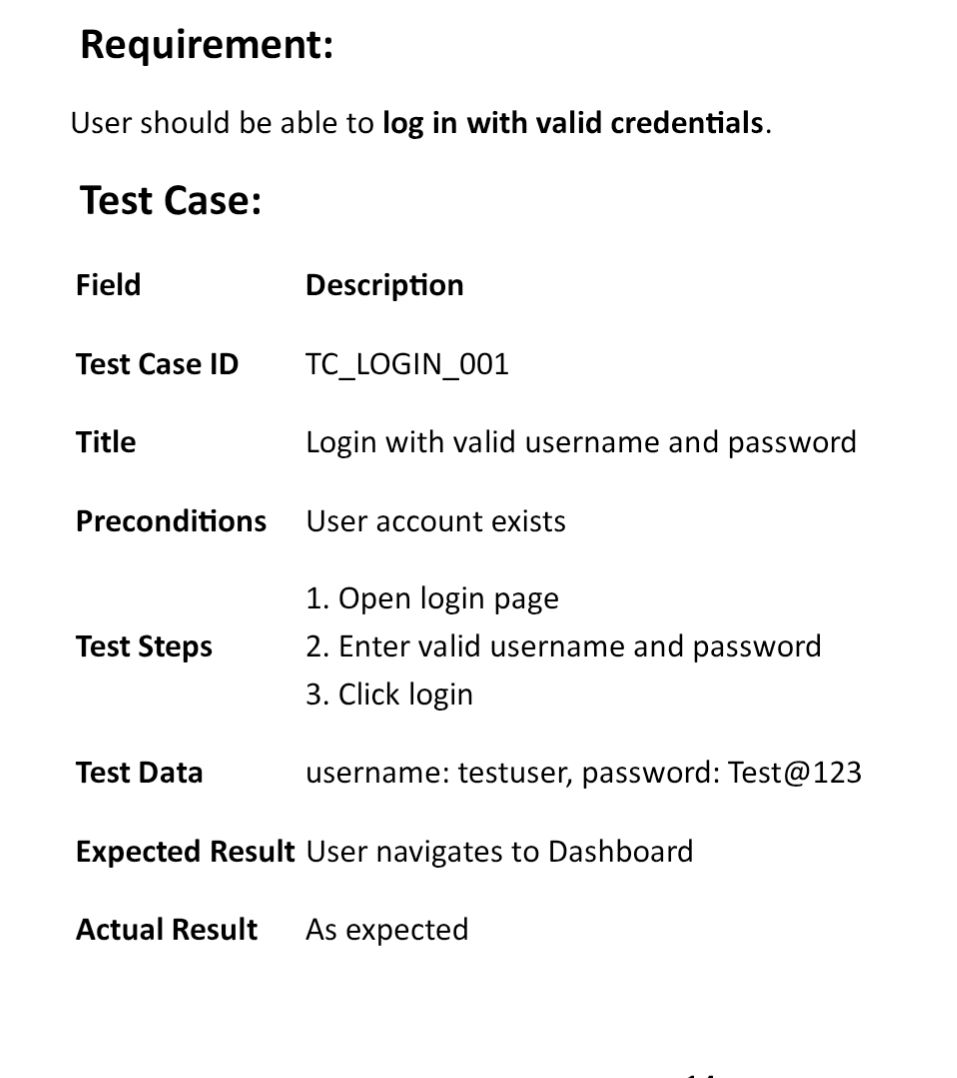 Requirement:
User should be able to log in with valid credentials.
Test Case:
Field Description
Test Case ID TC_LOGIN_001
Title Login with valid username and password
Preconditions User account exists
1. Open login page
Test Steps 2. Enter valid username and password
3. Click login
Test Data username: testuser, password: Test@123
Expected Result User navigates to Dashboard
Actual Result As expected